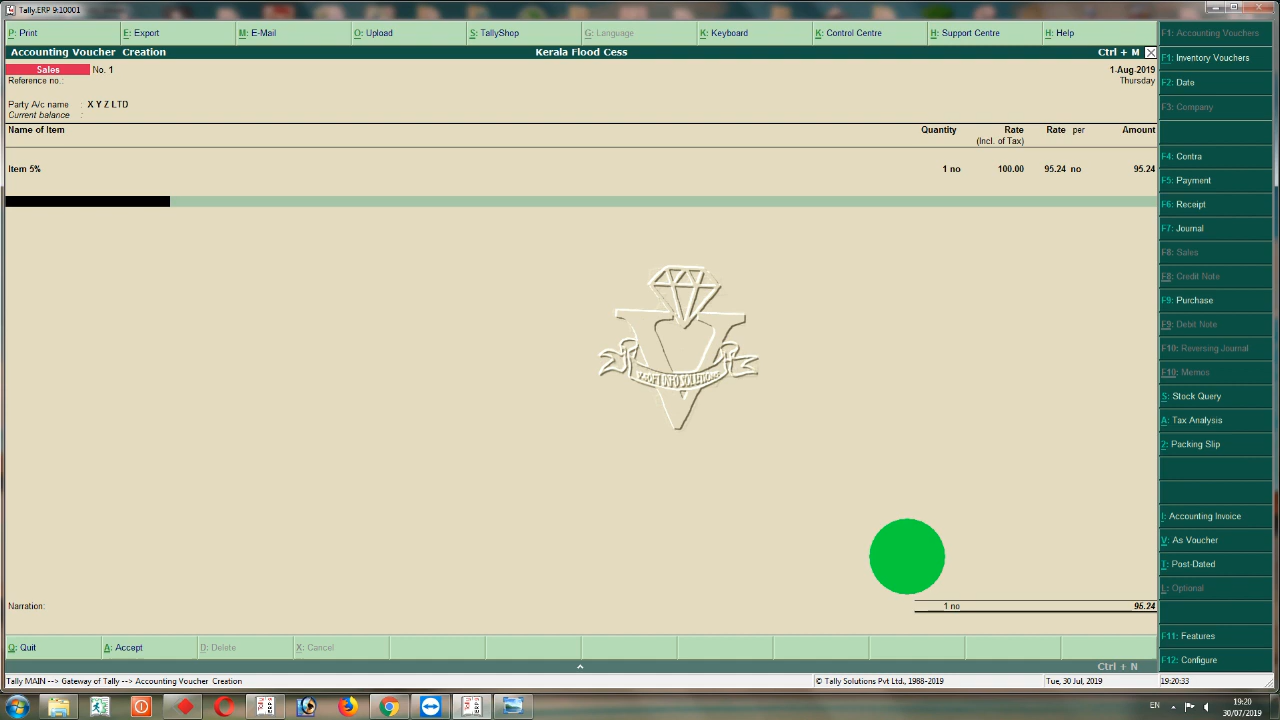 Tally.ERP 9:10001
P: Print
E: Export
M: E-Mail
O: Upload
S: TallyShop
G: Language
K: Keyboard
K: Control Centre
H: Support Centre
H: Help
F1: Accounting Vouchers
Accounting Voucher Creation
Kerala Flood Cess
Ctrl + M
F1: Inventory Vouchers
Sales No. 1
1-Aug-2019
Reference no.:
Thursday
F2: Date
Party A/c name : X Y Z LTD
F3: Company
Current balance :
Name of Item
Quantity
Rate
Rate per
Amount
(Incl. of Tax)
F4: Contra
Item 5%
1 no
100.00
95.24 no
95.24
F5: Payment
F6: Receipt
F7: Journal
F8: Sales
F8: Credit Note
F9: Purchase
F9: Debit Note
F10: Reversing Journal
F10: Memos
S: Stock Query
A: Tax Analysis
2: Packing Slip
I: Accounting Invoice
V: As Voucher
T: Post-Dated
L: Optional
Narration:
1 no
95.24
F11: Features
Q: Quit
A: Accept
D: Delete
X: Cancel
F12: Configure
Ctrl + N
Tally MAIN --> Gateway of Tally --> Accounting Voucher Creation
© Tally Solutions Pvt Ltd., 1988-2019
Tue, 30 Jul, 2019
19:20:33
EN
19:20
30/07/2019